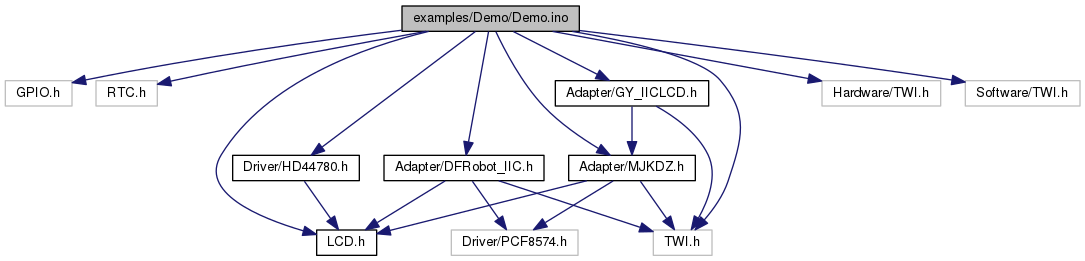 examples/Demo/Demo.ino
GPIO.h
RTC.h
Adapter/GY_IICLCD.h
Hardware/TWI.h
Software/TWI.h
Driver/HD44780.h
Adapter/DFRobot_IIC.h
Adapter/MJKDZ.h
LCD.h
Driver/PCF8574.h
TWI.h